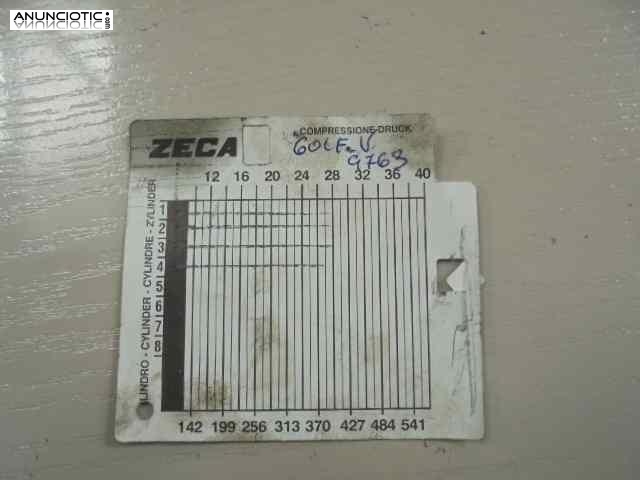 ANUNCIOTIC.es
ZECA
COMPRESSIONE-DRUCK
GOLF-V
9763
12 16 20 24 28 32 36 40
CILINDRO - CYLINDER - CYLINDRE - ZYLINDER
1
2
3
4
5
6
7
8
142 199 256 313 370 427 484 541